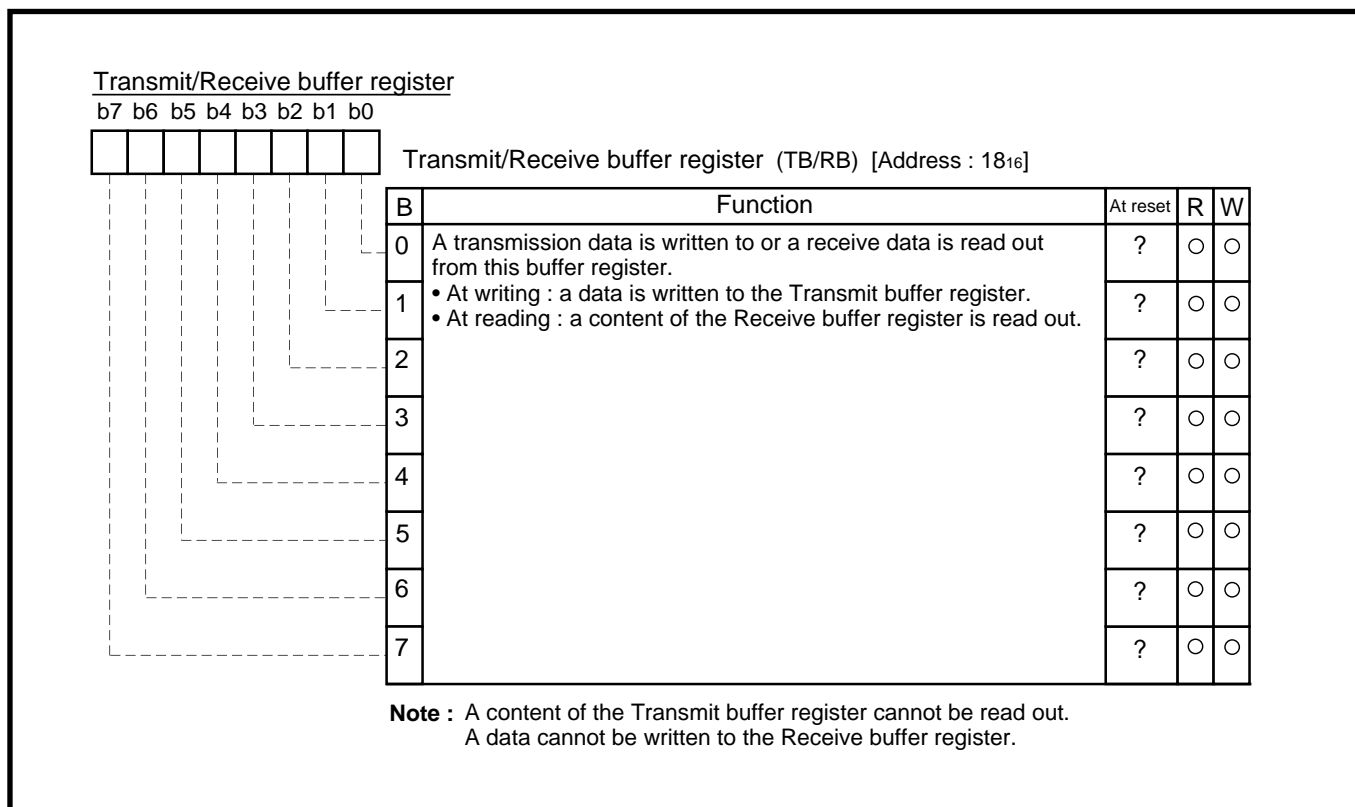 Transmit/Receive buffer register
b7 b6 b5 b4 b3 b2 b1 b0
Transmit/Receive buffer register (TB/RB) [Address : 18₁₆]
B Function At reset R W
0 A transmission data is written to or a receive data is read out ? ○ ○
from this buffer register.
• At writing : a data is written to the Transmit buffer register.
1 ? ○ ○
• At reading : a content of the Receive buffer register is read out.
2 ? ○ ○
3 ? ○ ○
4 ? ○ ○
5 ? ○ ○
6 ? ○ ○
7 ? ○ ○
Note : A content of the Transmit buffer register cannot be read out.
A data cannot be written to the Receive buffer register.